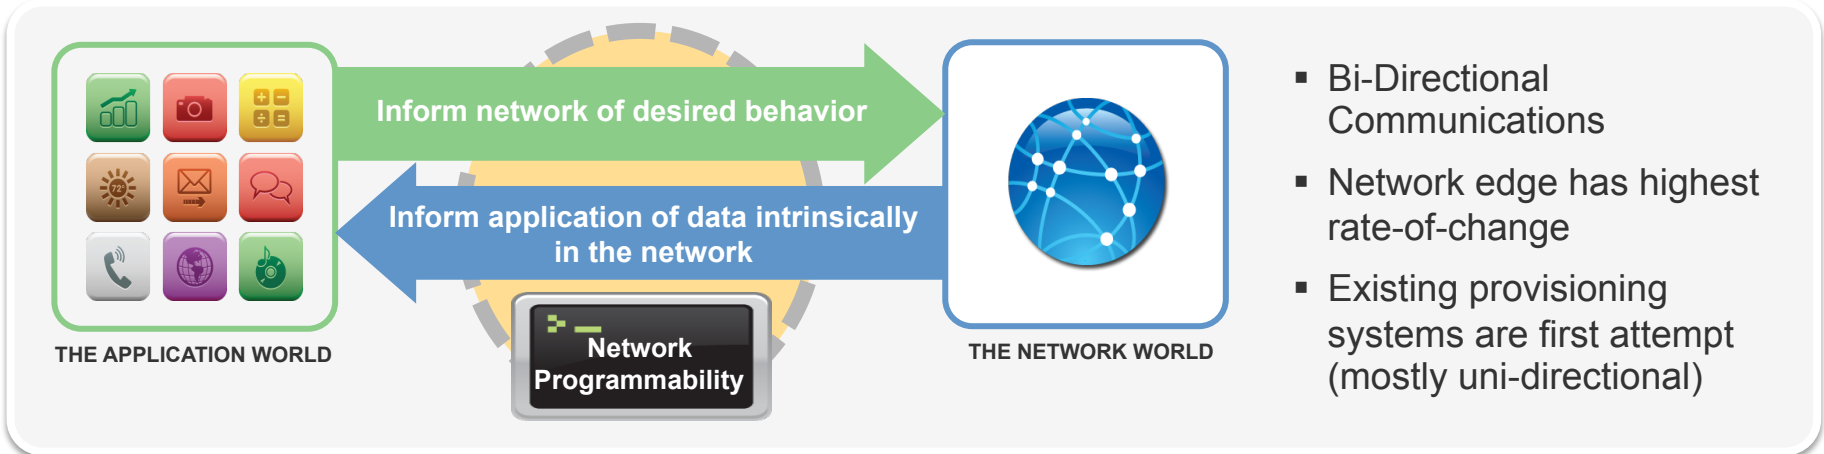 Inform network of desired behavior
Inform application of data intrinsically
in the network
72°
THE APPLICATION WORLD
>_
Network
Programmability
THE NETWORK WORLD
▪ Bi-Directional
Communications
▪ Network edge has highest
rate-of-change
▪ Existing provisioning
systems are first attempt
(mostly uni-directional)